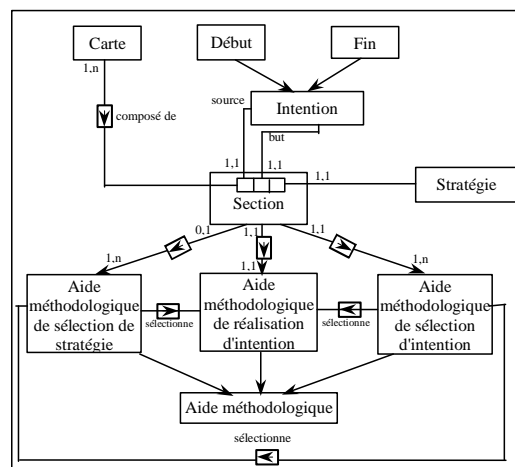 Carte
Début
Fin
1,n
source
Intention
composé de
but
1,1
1,1
1,1
Stratégie
Section
0,1
1,1
1,1
1,n
1,1
1,n
Aide
méthodologique
de sélection de
stratégie
sélectionne
Aide
méthodologique
de réalisation
d'intention
sélectionne
Aide
méthodologique
de sélection
d'intention
Aide méthodologique
sélectionne